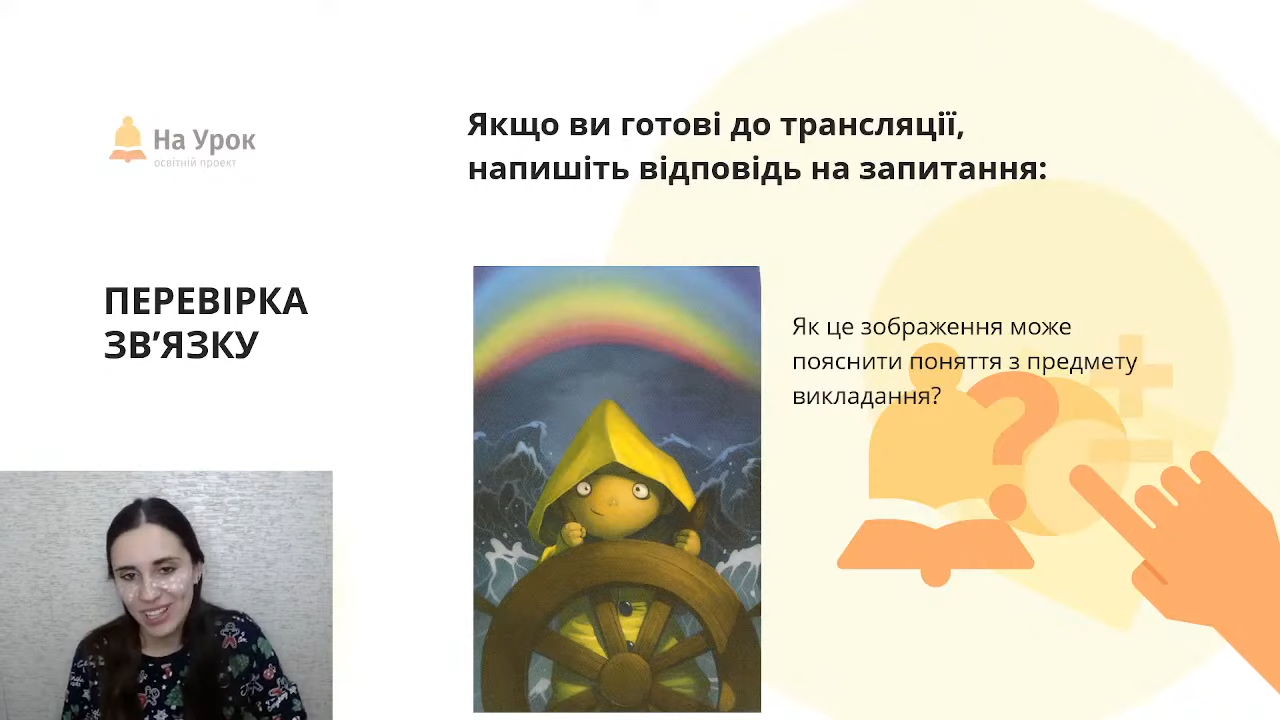 На Урок
освітній проект
Якщо ви готові до трансляції,
напишіть відповідь на запитання:
ПЕРЕВІРКА
ЗВ’ЯЗКУ
Як це зображення може
пояснити поняття з предмету
викладання?